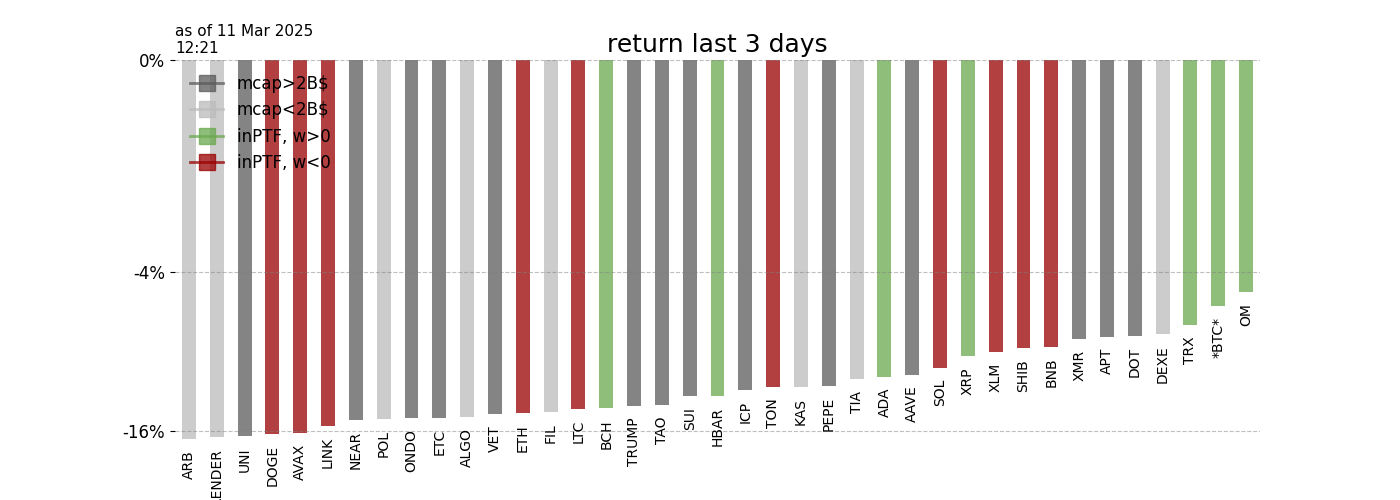 as of 11 Mar 2025
12:21
return last 3 days
0%
mcap>2B$
mcap<2B$
inPTF, w>0
inPTF, w<0
-4%
-16%
ARB
UNI
DOGE
AVAX
LINK
NEAR
POL
ONDO
ETC
ALGO
VET
ETH
FIL
LTC
BCH
TRUMP
TAO
SUI
HBAR
ICP
TON
KAS
PEPE
TIA
ADA
AAVE
SOL
XRP
XLM
SHIB
BNB
XMR
APT
DOT
DEXE
TRX
*BTC*
OM